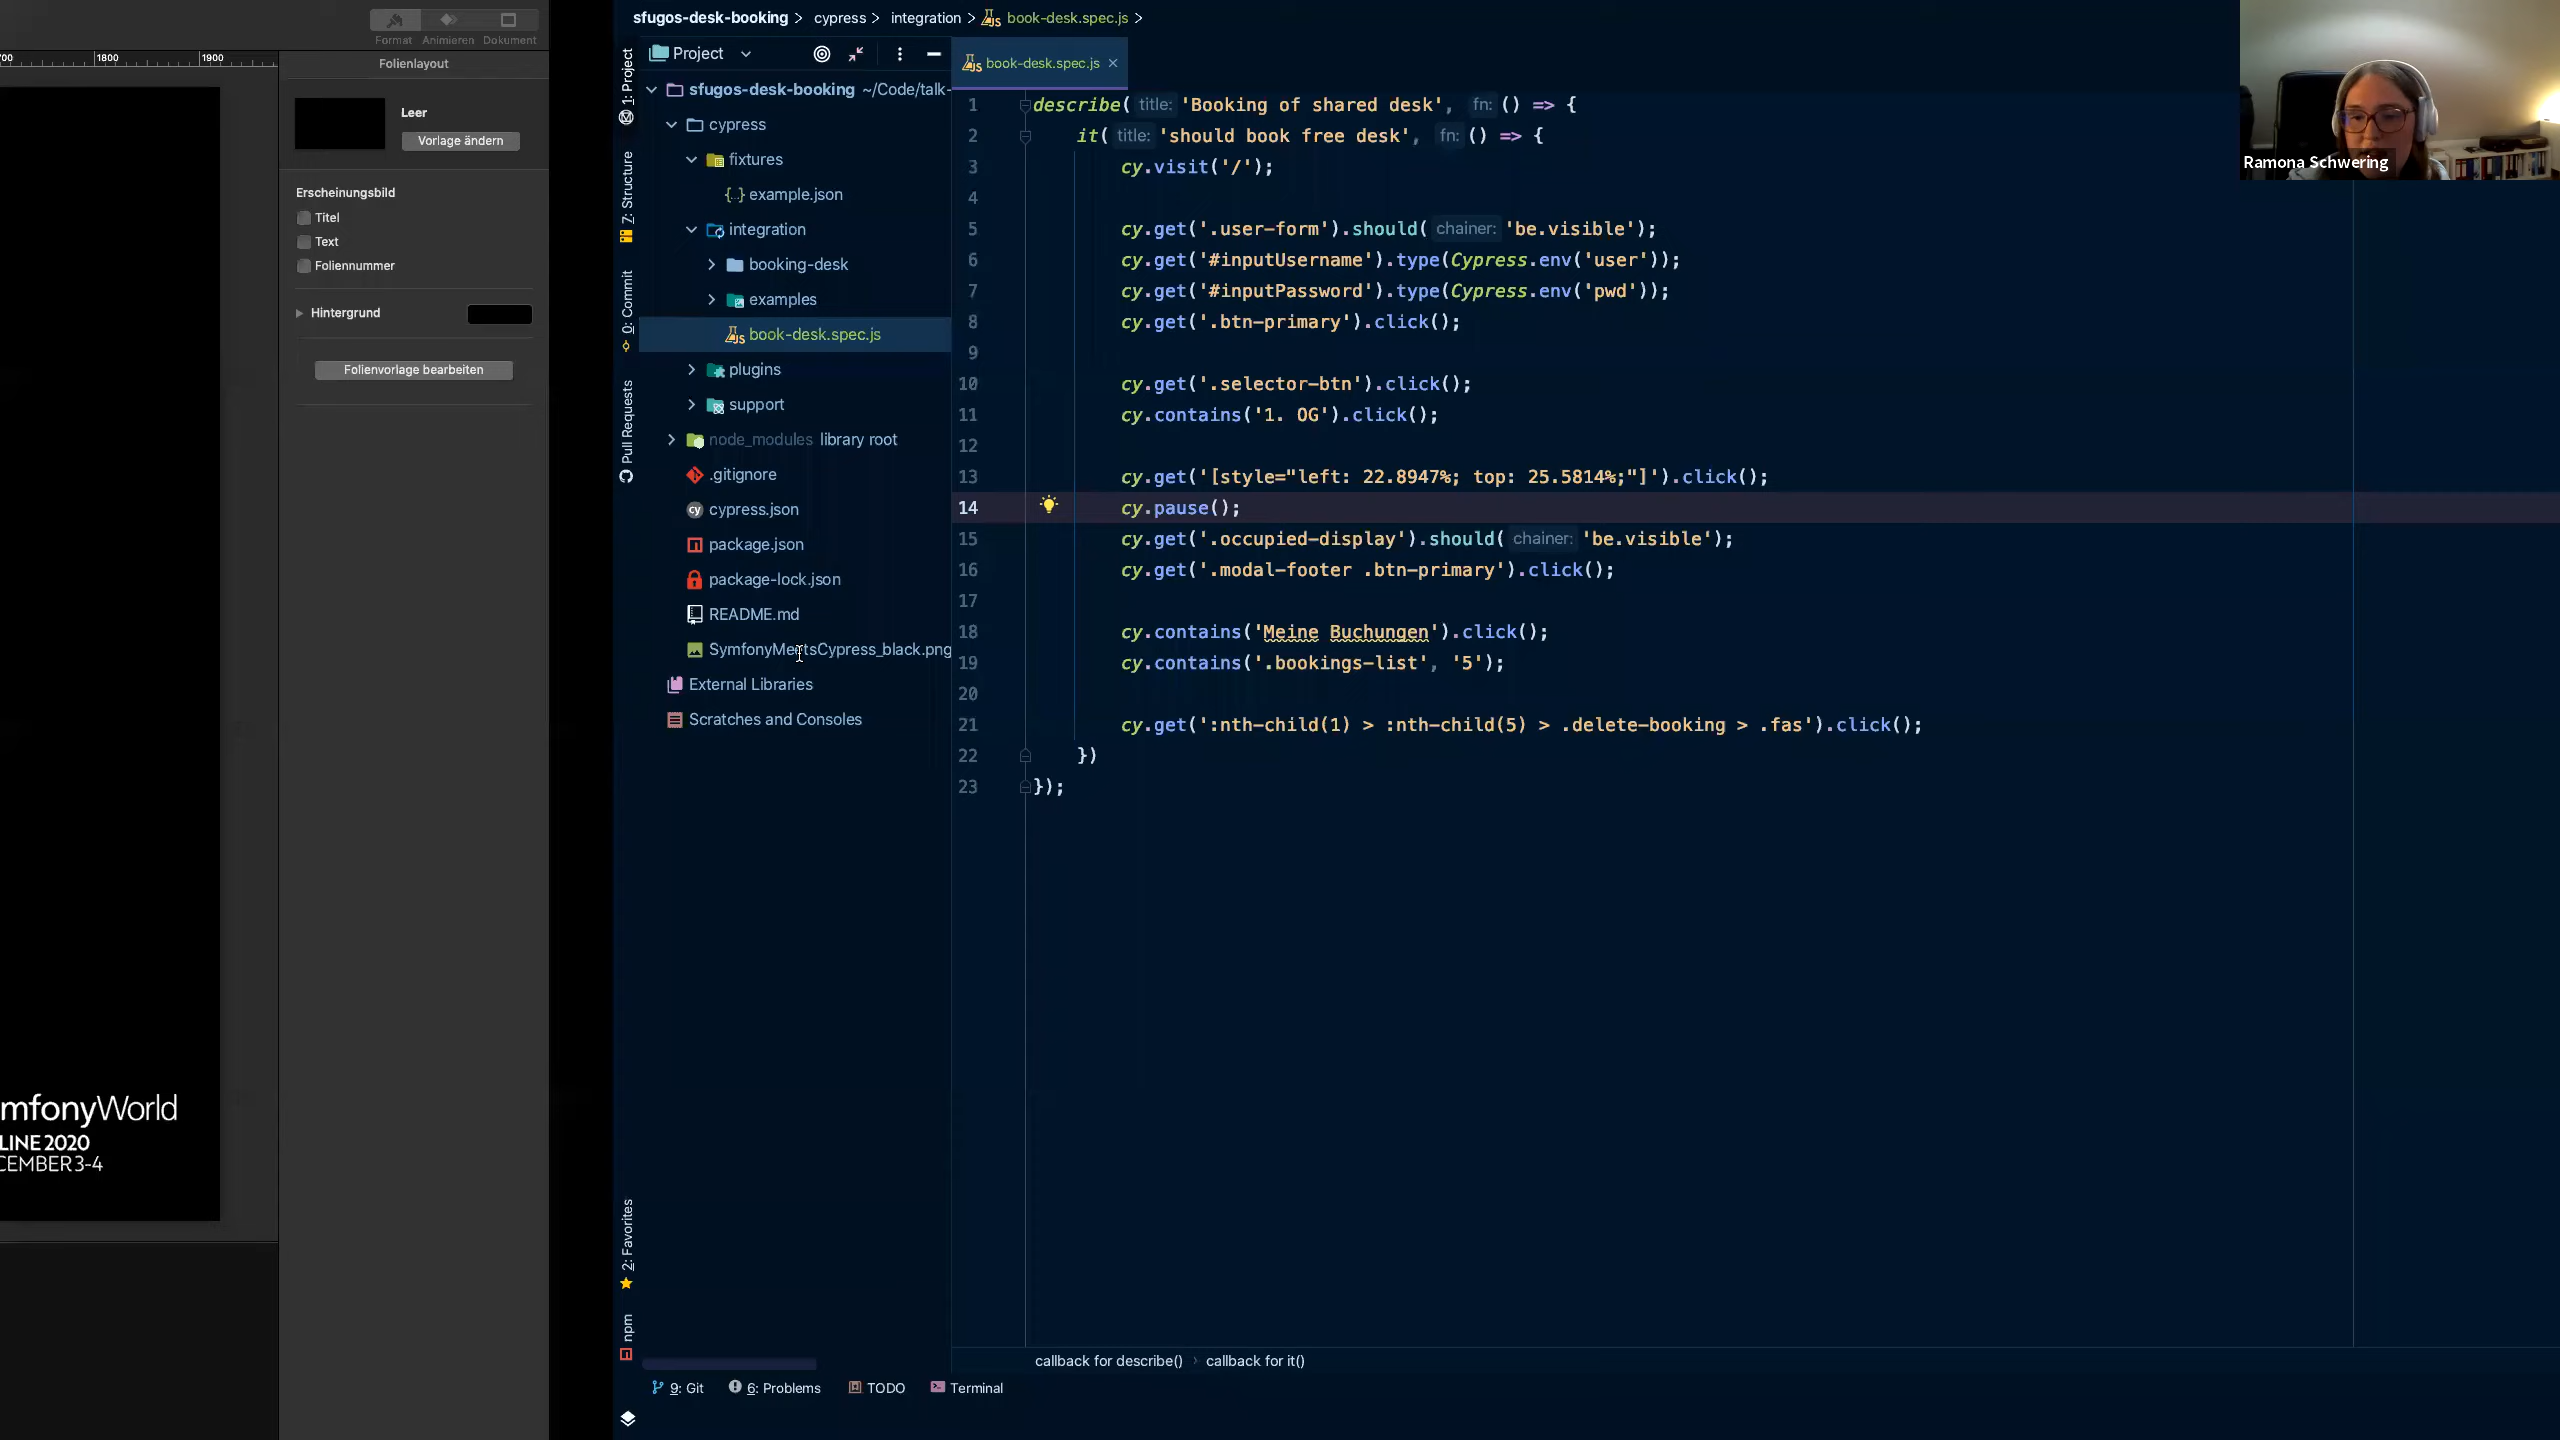 Format Animieren Dokument
1800 1900
Folienlayout
Leer
Vorlage ändern
Erscheinungsbild
Titel
Text
Foliennummer
Hintergrund
Folienvorlage bearbeiten
mfonyWorld
LINE 2020
CEMBER 3-4
sfugos-desk-booking > cypress > integration > book-desk.spec.js >
1: Project
7: Structure
0: Commit
Pull Requests
2: Favorites
npm
Project
sfugos-desk-booking ~/Code/talk-
cypress
fixtures
example.json
integration
booking-desk
examples
book-desk.spec.js
plugins
support
node_modules library root
.gitignore
cypress.json
package.json
package-lock.json
README.md
SymfonyMeetsCypress_black.png
External Libraries
Scratches and Consoles
book-desk.spec.js
1 describe( title: 'Booking of shared desk', fn: () => {
2 it( title: 'should book free desk', fn: () => {
3 cy.visit('/');
4
5 cy.get('.user-form').should( chainer: 'be.visible');
6 cy.get('#inputUsername').type(Cypress.env('user'));
7 cy.get('#inputPassword').type(Cypress.env('pwd'));
8 cy.get('.btn-primary').click();
9
10 cy.get('.selector-btn').click();
11 cy.contains('1. OG').click();
12
13 cy.get('[style="left: 22.8947%; top: 25.5814%;"]').click();
14 cy.pause();
15 cy.get('.occupied-display').should( chainer: 'be.visible');
16 cy.get('.modal-footer .btn-primary').click();
17
18 cy.contains('Meine Buchungen').click();
19 cy.contains('.bookings-list', '5');
20
21 cy.get(':nth-child(1) > :nth-child(5) > .delete-booking > .fas').click();
22 })
23 });
callback for describe() › callback for it()
9: Git 6: Problems TODO Terminal
Ramona Schwering